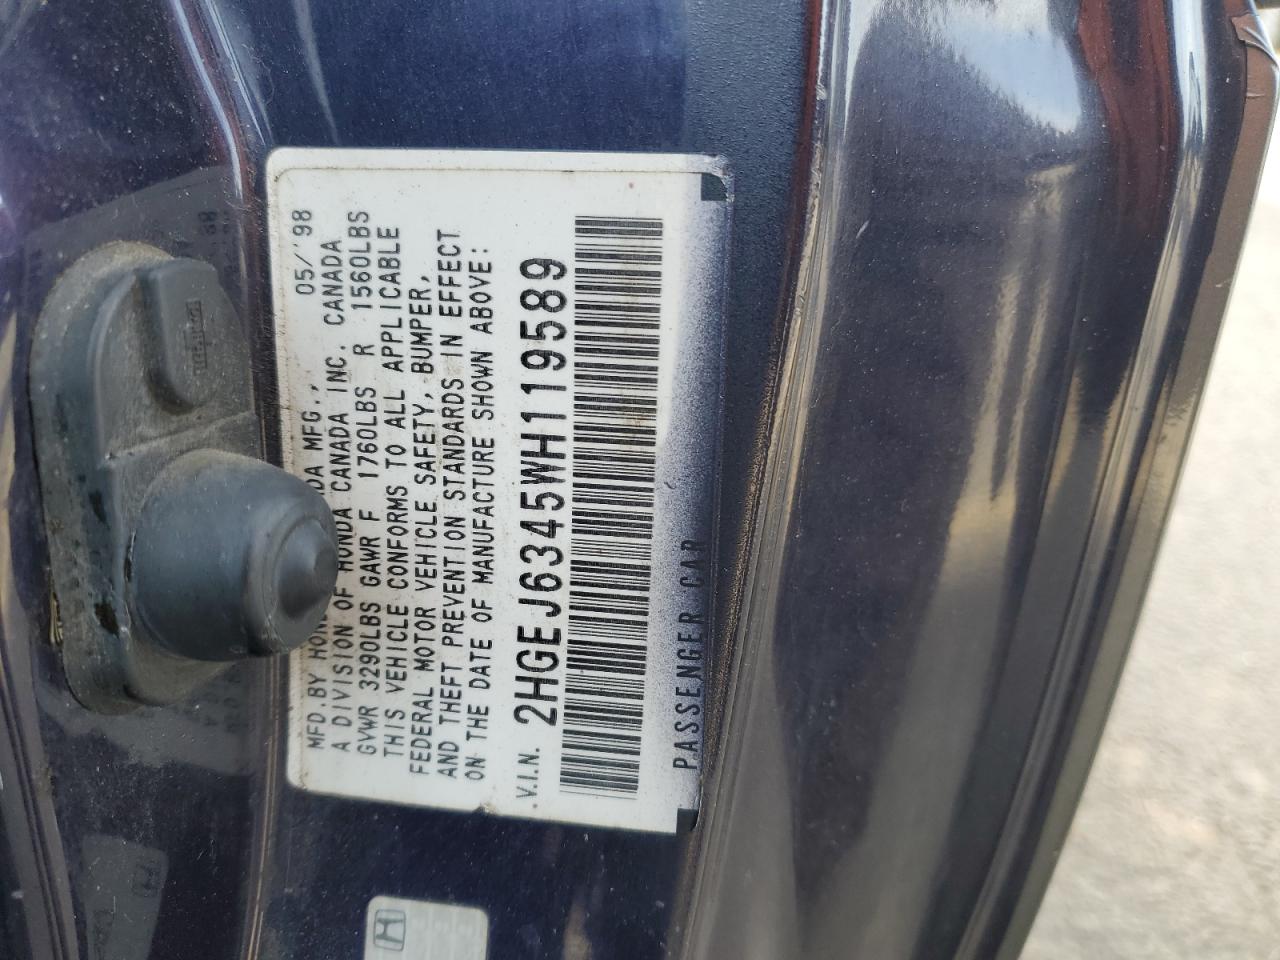 MFD.BY HONDA MFG., 05/'98
A DIVISION OF HONDA CANADA INC. CANADA
GVWR 3290LBS GAWR F 1760LBS R 1560LBS
THIS VEHICLE CONFORMS TO ALL APPLICABLE
FEDERAL MOTOR VEHICLE SAFETY, BUMPER,
AND THEFT PREVENTION STANDARDS IN EFFECT
ON THE DATE OF MANUFACTURE SHOWN ABOVE:
V.I.N. 2HGEJ6345WH119589
PASSENGER CAR